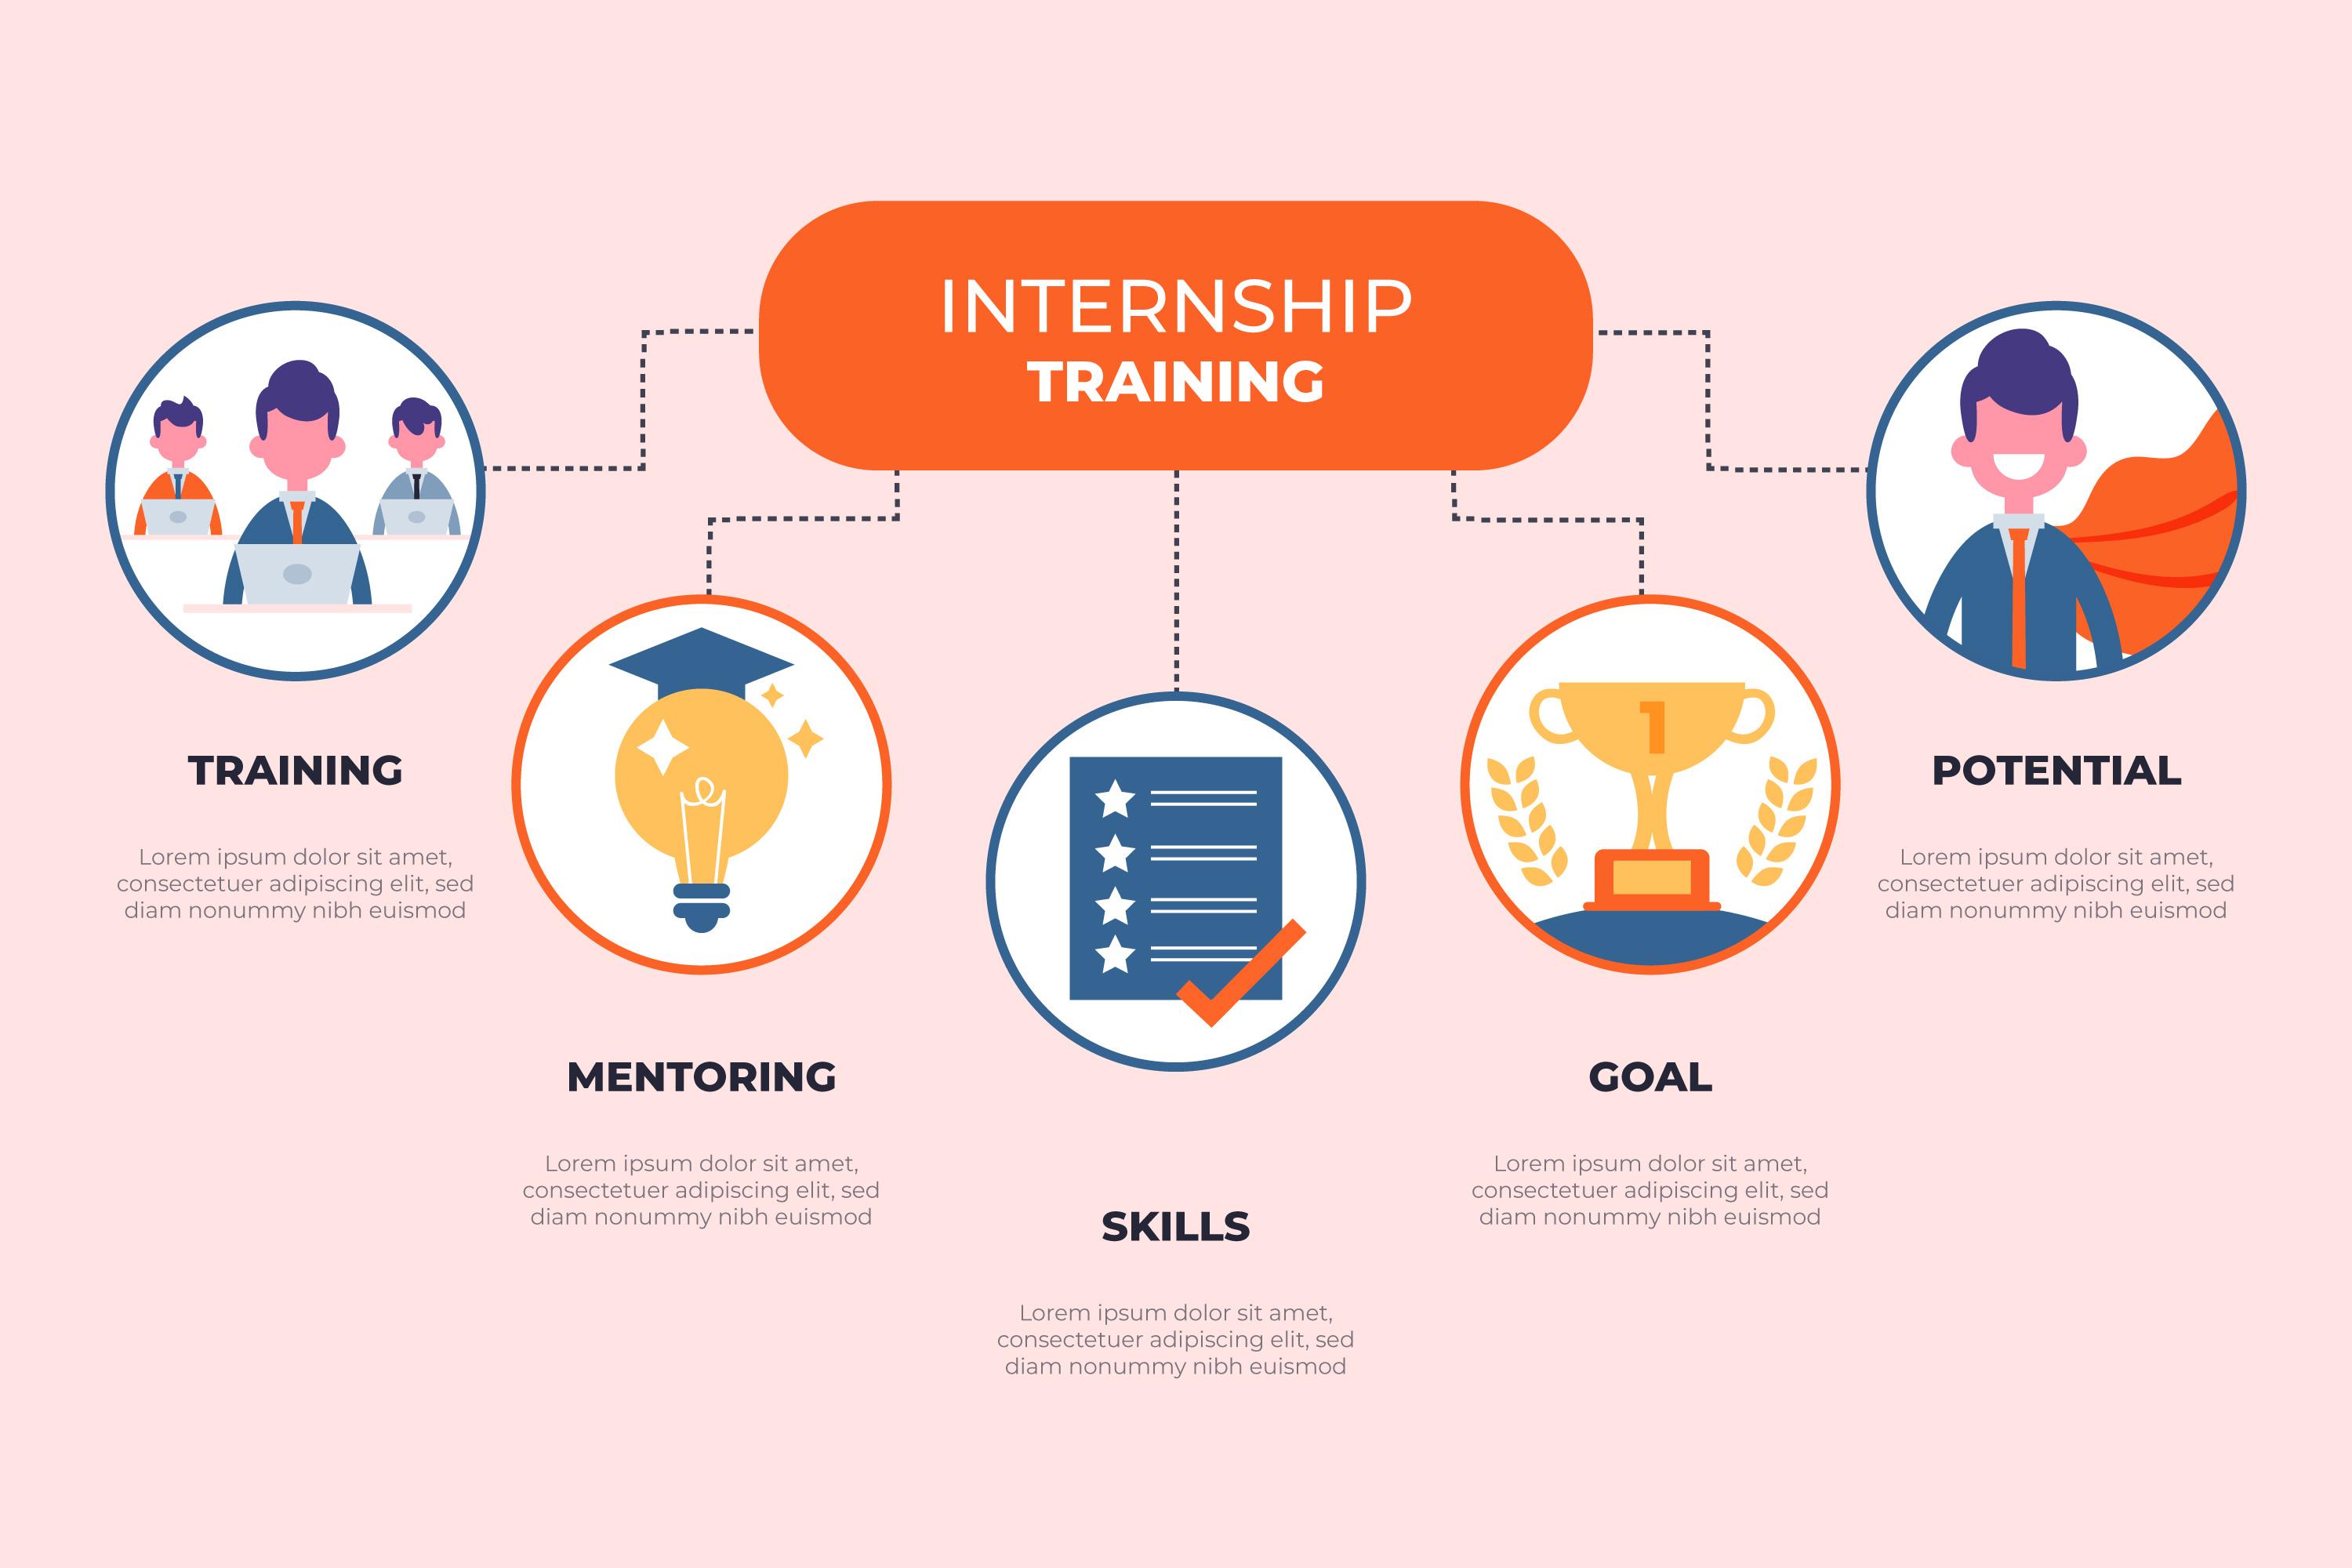 INTERNSHIP
TRAINING
TRAINING
Lorem ipsum dolor sit amet,
consectetuer adipiscing elit, sed
diam nonummy nibh euismod
MENTORING
Lorem ipsum dolor sit amet,
consectetuer adipiscing elit, sed
diam nonummy nibh euismod
SKILLS
Lorem ipsum dolor sit amet,
consectetuer adipiscing elit, sed
diam nonummy nibh euismod
1
GOAL
Lorem ipsum dolor sit amet,
consectetuer adipiscing elit, sed
diam nonummy nibh euismod
POTENTIAL
Lorem ipsum dolor sit amet,
consectetuer adipiscing elit, sed
diam nonummy nibh euismod